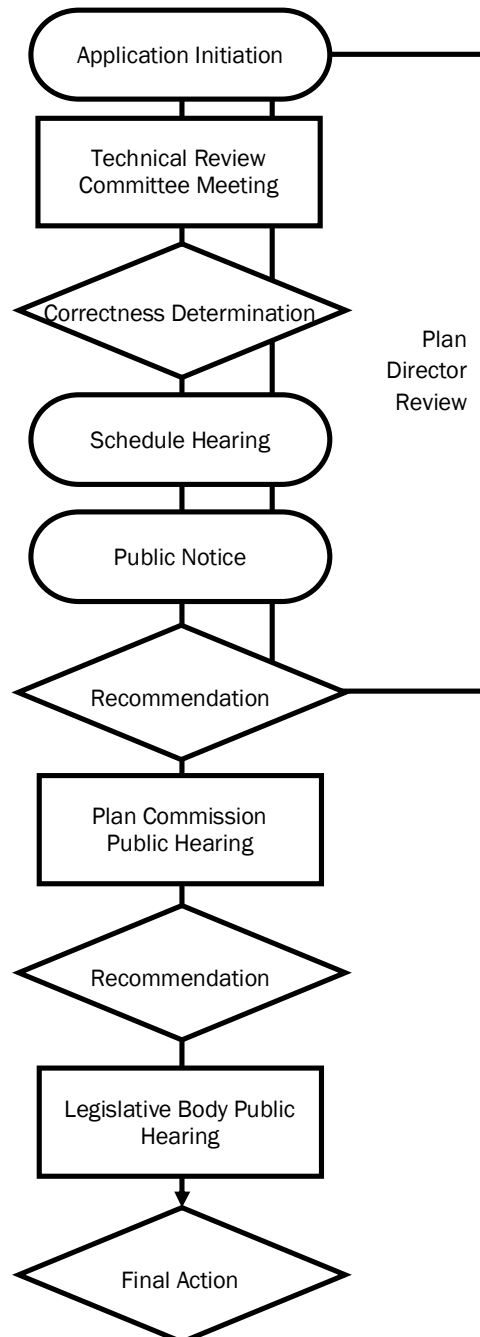 Application Initiation
Technical Review
Committee Meeting
Correctness Determination
Plan
Director
Review
Schedule Hearing
Public Notice
Recommendation
Plan Commission
Public Hearing
Recommendation
Legislative Body Public
Hearing
Final Action